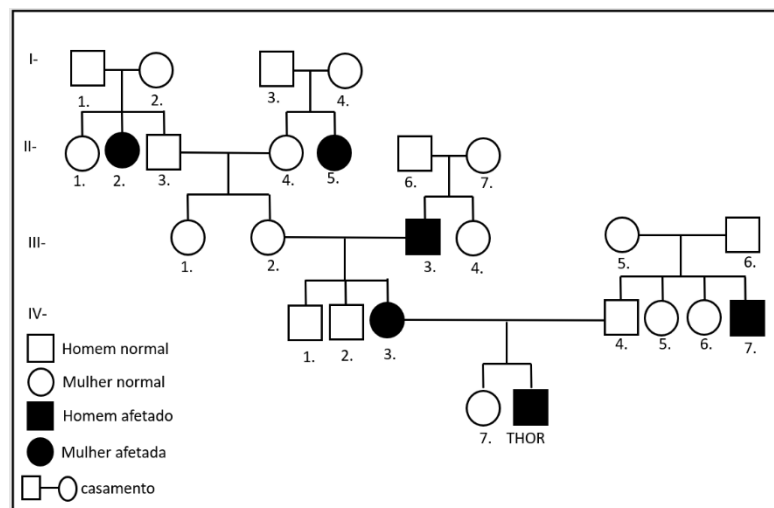 I-
1. 2. 3. 4.
II-
1. 2. 3. 4. 5. 6. 7.
III-
1. 2. 3. 4. 5. 6.
IV-
1. 2. 3. 4. 5. 6. 7.
7. THOR
Homem normal
Mulher normal
Homem afetado
Mulher afetada
casamento